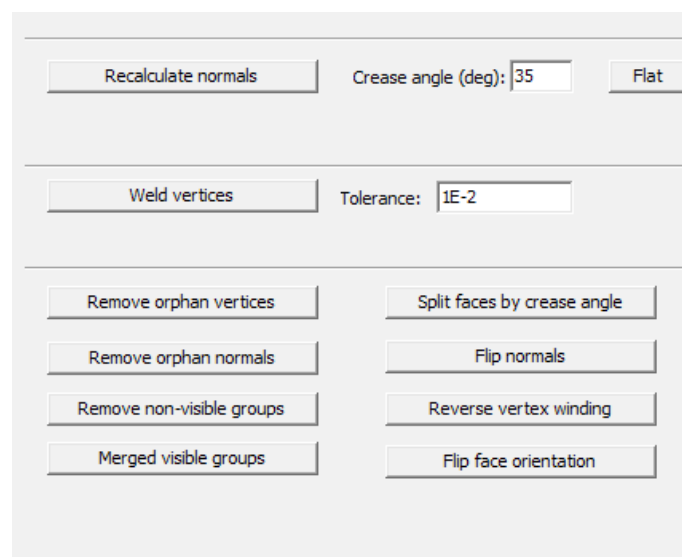 Recalculate normals Crease angle (deg): 35 Flat
Weld vertices Tolerance: 1E-2
Remove orphan vertices Split faces by crease angle
Remove orphan normals Flip normals
Remove non-visible groups Reverse vertex winding
Merged visible groups Flip face orientation